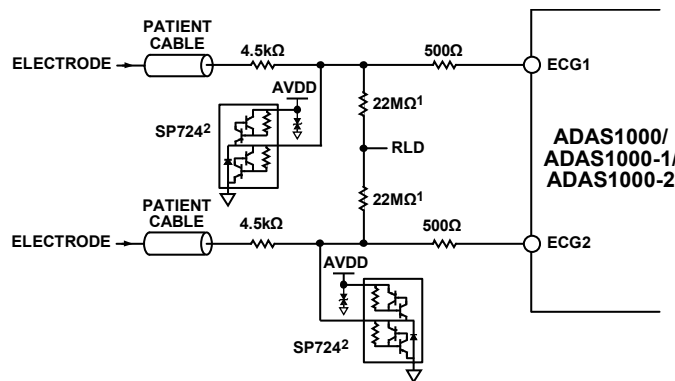 PATIENT
CABLE
ELECTRODE
4.5kΩ
500Ω
ECG1
AVDD
22MΩ¹
SP724²
RLD
ADAS1000/
ADAS1000-1/
ADAS1000-2
22MΩ¹
PATIENT
CABLE
ELECTRODE
4.5kΩ
500Ω
ECG2
AVDD
SP724²